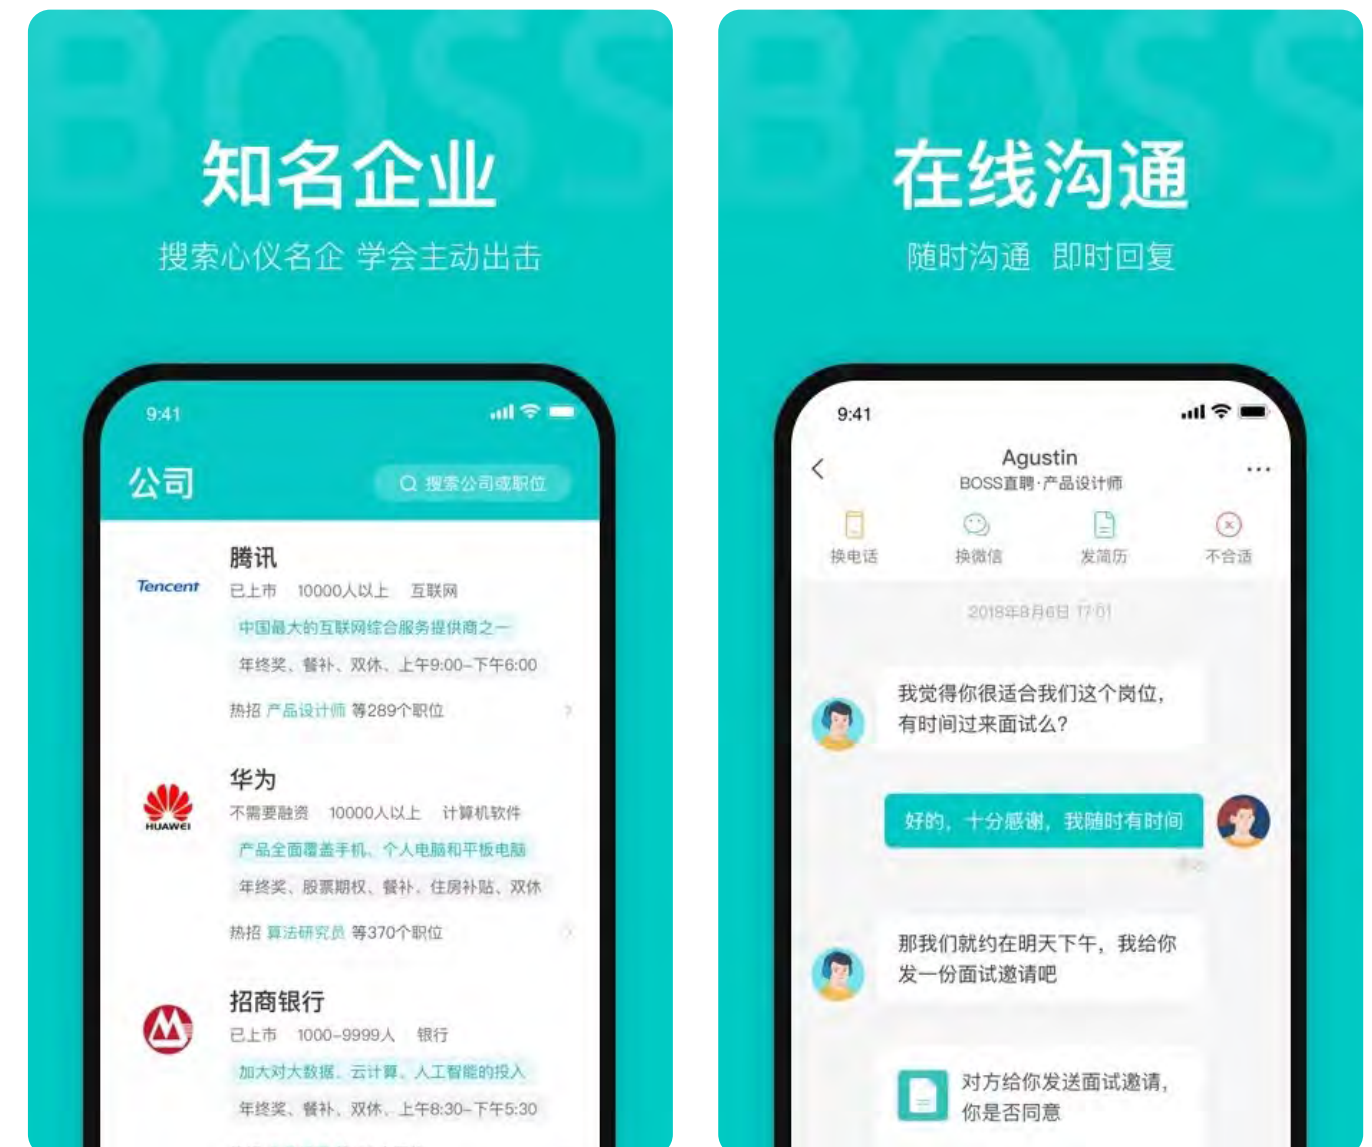 BOSS
知名企业
搜索心仪名企 学会主动出击
9:41
公司
搜索公司或职位
Tencent
腾讯
已上市 10000人以上 互联网
中国最大的互联网综合服务提供商之一
年终奖、餐补、双休、上午9:00-下午6:00
热招 产品设计师 等289个职位
HUAWEI
华为
不需要融资 10000人以上 计算机软件
产品全面覆盖手机、个人电脑和平板电脑
年终奖、股票期权、餐补、住房补贴、双休
热招 算法研究员 等370个职位
招商银行
已上市 1000-9999人 银行
加大对大数据、云计算、人工智能的投入
年终奖、餐补、双休、上午8:30-下午5:30
BOSS
在线沟通
随时沟通 即时回复
9:41
Agustin
BOSS直聘·产品设计师
换电话
换微信
发简历
不合适
2018年8月6日 17:01
我觉得你很适合我们这个岗位,
有时间过来面试么?
好的, 十分感谢, 我随时有时间
那我们就约在明天下午, 我给你
发一份面试邀请吧
对方给你发送面试邀请,
你是否同意